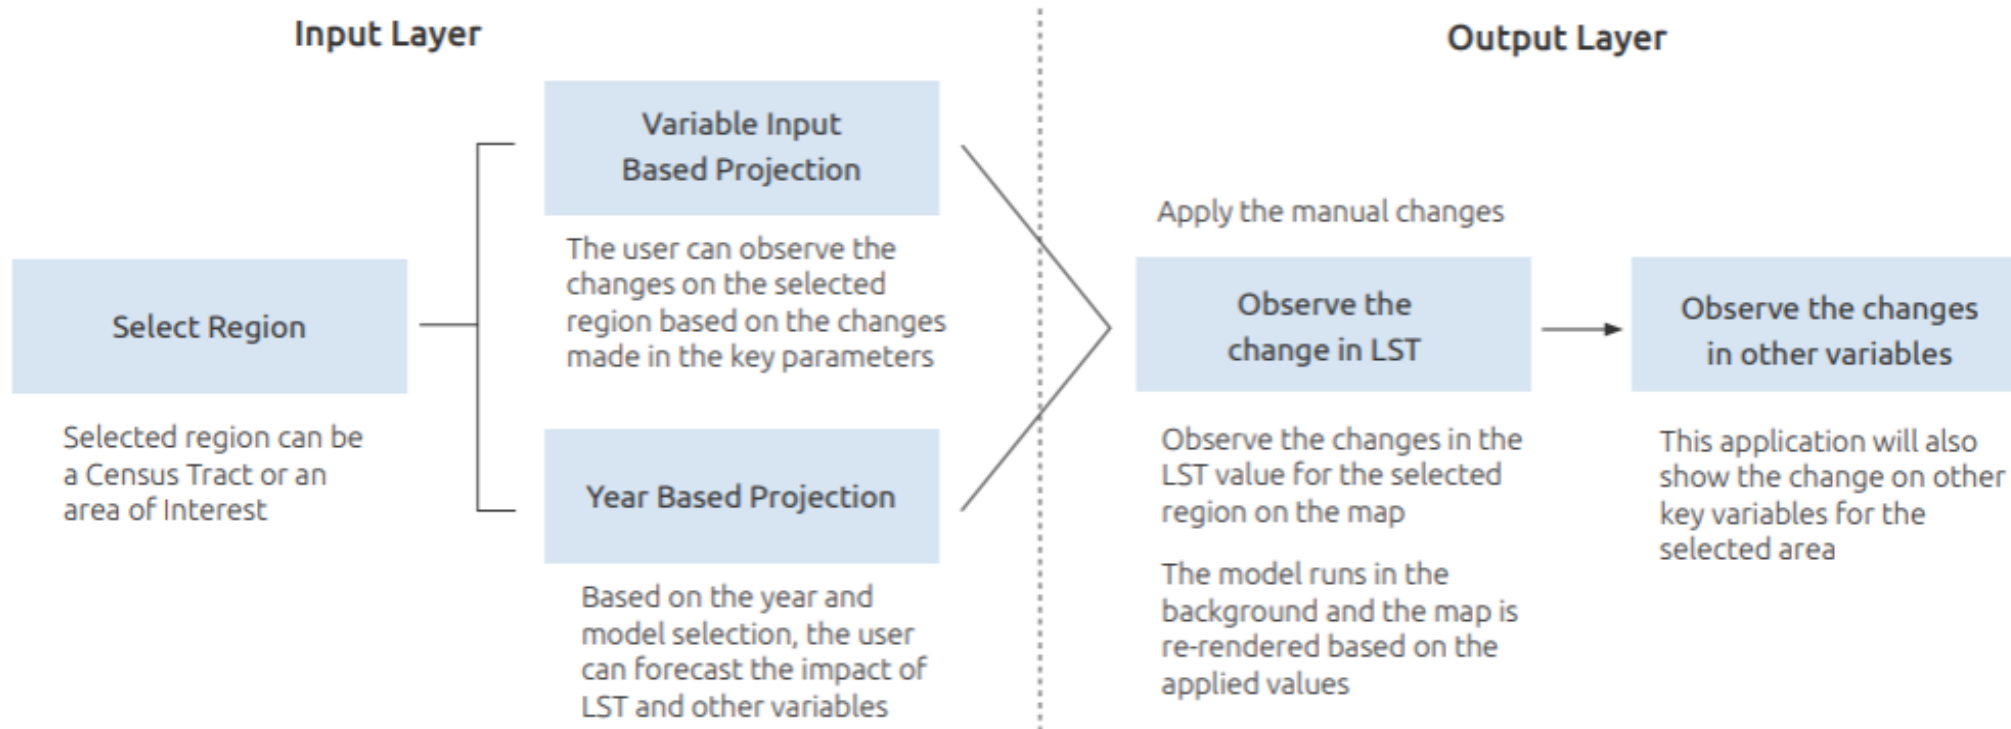 Input Layer
Output Layer
Select Region
Selected region can be
a Census Tract or an
area of Interest
Variable Input
Based Projection
The user can observe the
changes on the selected
region based on the changes
made in the key parameters
Year Based Projection
Based on the year and
model selection, the user
can forecast the impact of
LST and other variables
Apply the manual changes
Observe the
change in LST
Observe the changes in the
LST value for the selected
region on the map
The model runs in the
background and the map is
re-rendered based on the
applied values
Observe the changes
in other variables
This application will also
show the change on other
key variables for the
selected area